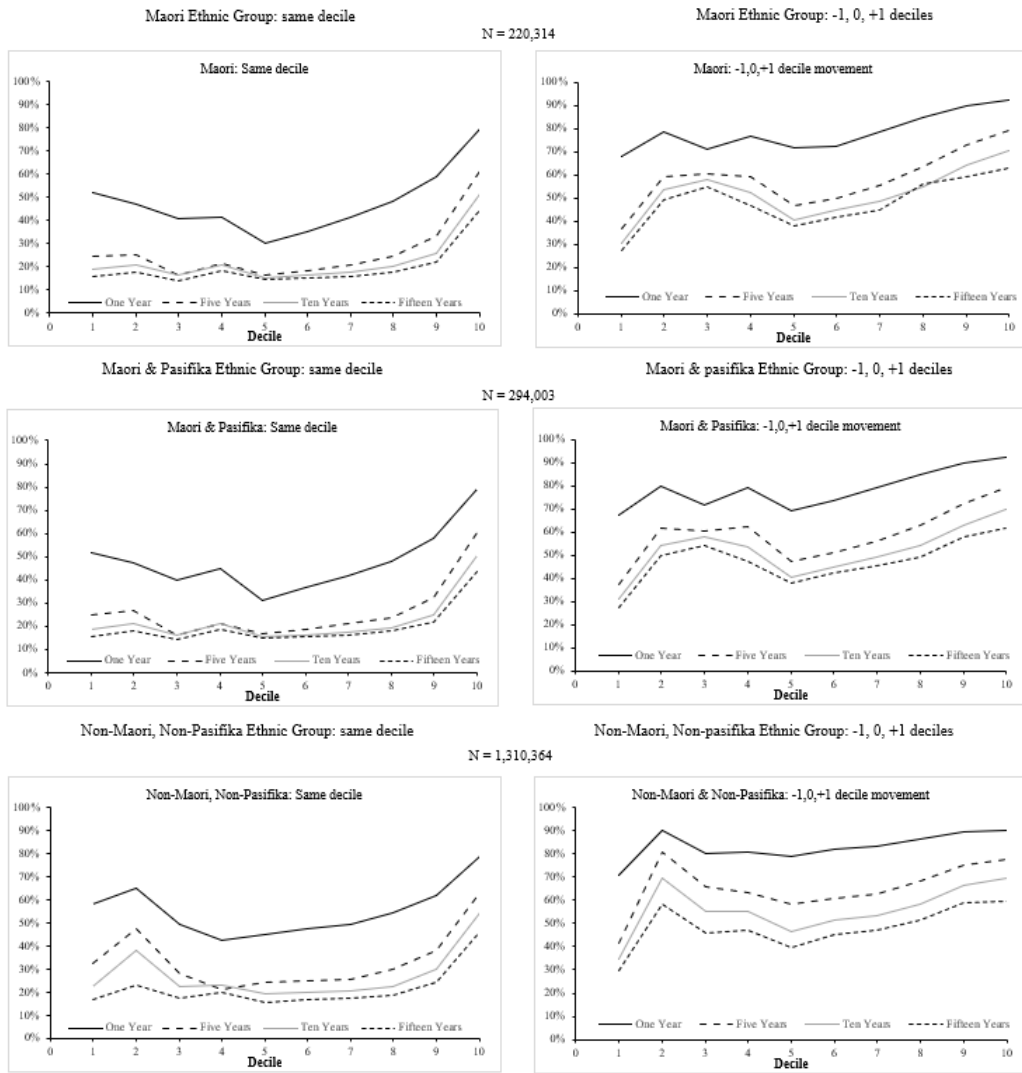 Maori Ethnic Group: same decile
Maori Ethnic Group: -1, 0, +1 deciles
N = 220,314
Maori: Same decile
100%
90%
80%
70%
60%
50%
40%
30%
20%
10%
0%
One Year Five Years Ten Years Fifteen Years
0 1 2 3 4 5 6 7 8 9 10
Decile
Maori: -1,0,+1 decile movement
100%
90%
80%
70%
60%
50%
40%
30%
20%
10%
0%
One Year Five Years Ten Years Fifteen Years
0 1 2 3 4 5 6 7 8 9 10
Decile
Maori & Pasifika Ethnic Group: same decile
Maori & pasifika Ethnic Group: -1, 0, +1 deciles
N = 294,003
Maori & Pasifika: Same decile
100%
90%
80%
70%
60%
50%
40%
30%
20%
10%
0%
One Year Five Years Ten Years Fifteen Years
0 1 2 3 4 5 6 7 8 9 10
Decile
Maori & Pasifika: -1,0,+1 decile movement
100%
90%
80%
70%
60%
50%
40%
30%
20%
10%
0%
One Year Five Years Ten Years Fifteen Years
0 1 2 3 4 5 6 7 8 9 10
Decile
Non-Maori, Non-Pasifika Ethnic Group: same decile
Non-Maori, Non-pasifika Ethnic Group: -1, 0, +1 deciles
N = 1,310,364
Non-Maori, Non-Pasifika: Same decile
100%
90%
80%
70%
60%
50%
40%
30%
20%
10%
0%
One Year Five Years Ten Years Fifteen Years
0 1 2 3 4 5 6 7 8 9 10
Decile
Non-Maori & Non-Pasifika: -1,0,+1 decile movement
100%
90%
80%
70%
60%
50%
40%
30%
20%
10%
0%
One Year Five Years Ten Years Fifteen Years
0 1 2 3 4 5 6 7 8 9 10
Decile